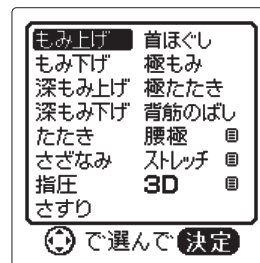 もみ上げ 首ほぐし
もみ下げ 極もみ
深もみ上げ 極たたき
深もみ下げ 背筋のばし
たたき 腰極
さざなみ ストレッチ
指圧 3D
さすり
で選んで 決定